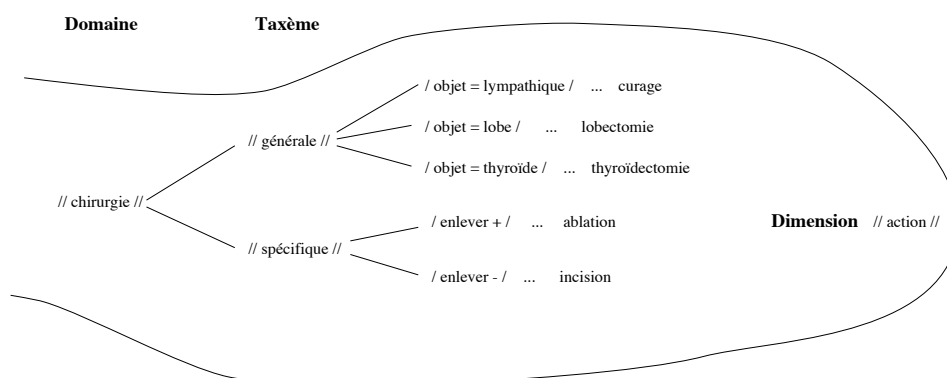 Domaine Taxème
/ objet = lympathique / ... curage
/ objet = lobe / ... lobectomie
// générale //
/ objet = thyroïde / ... thyroïdectomie
// chirurgie //
/ enlever + / ... ablation
Dimension // action //
// spécifique //
/ enlever - / ... incision